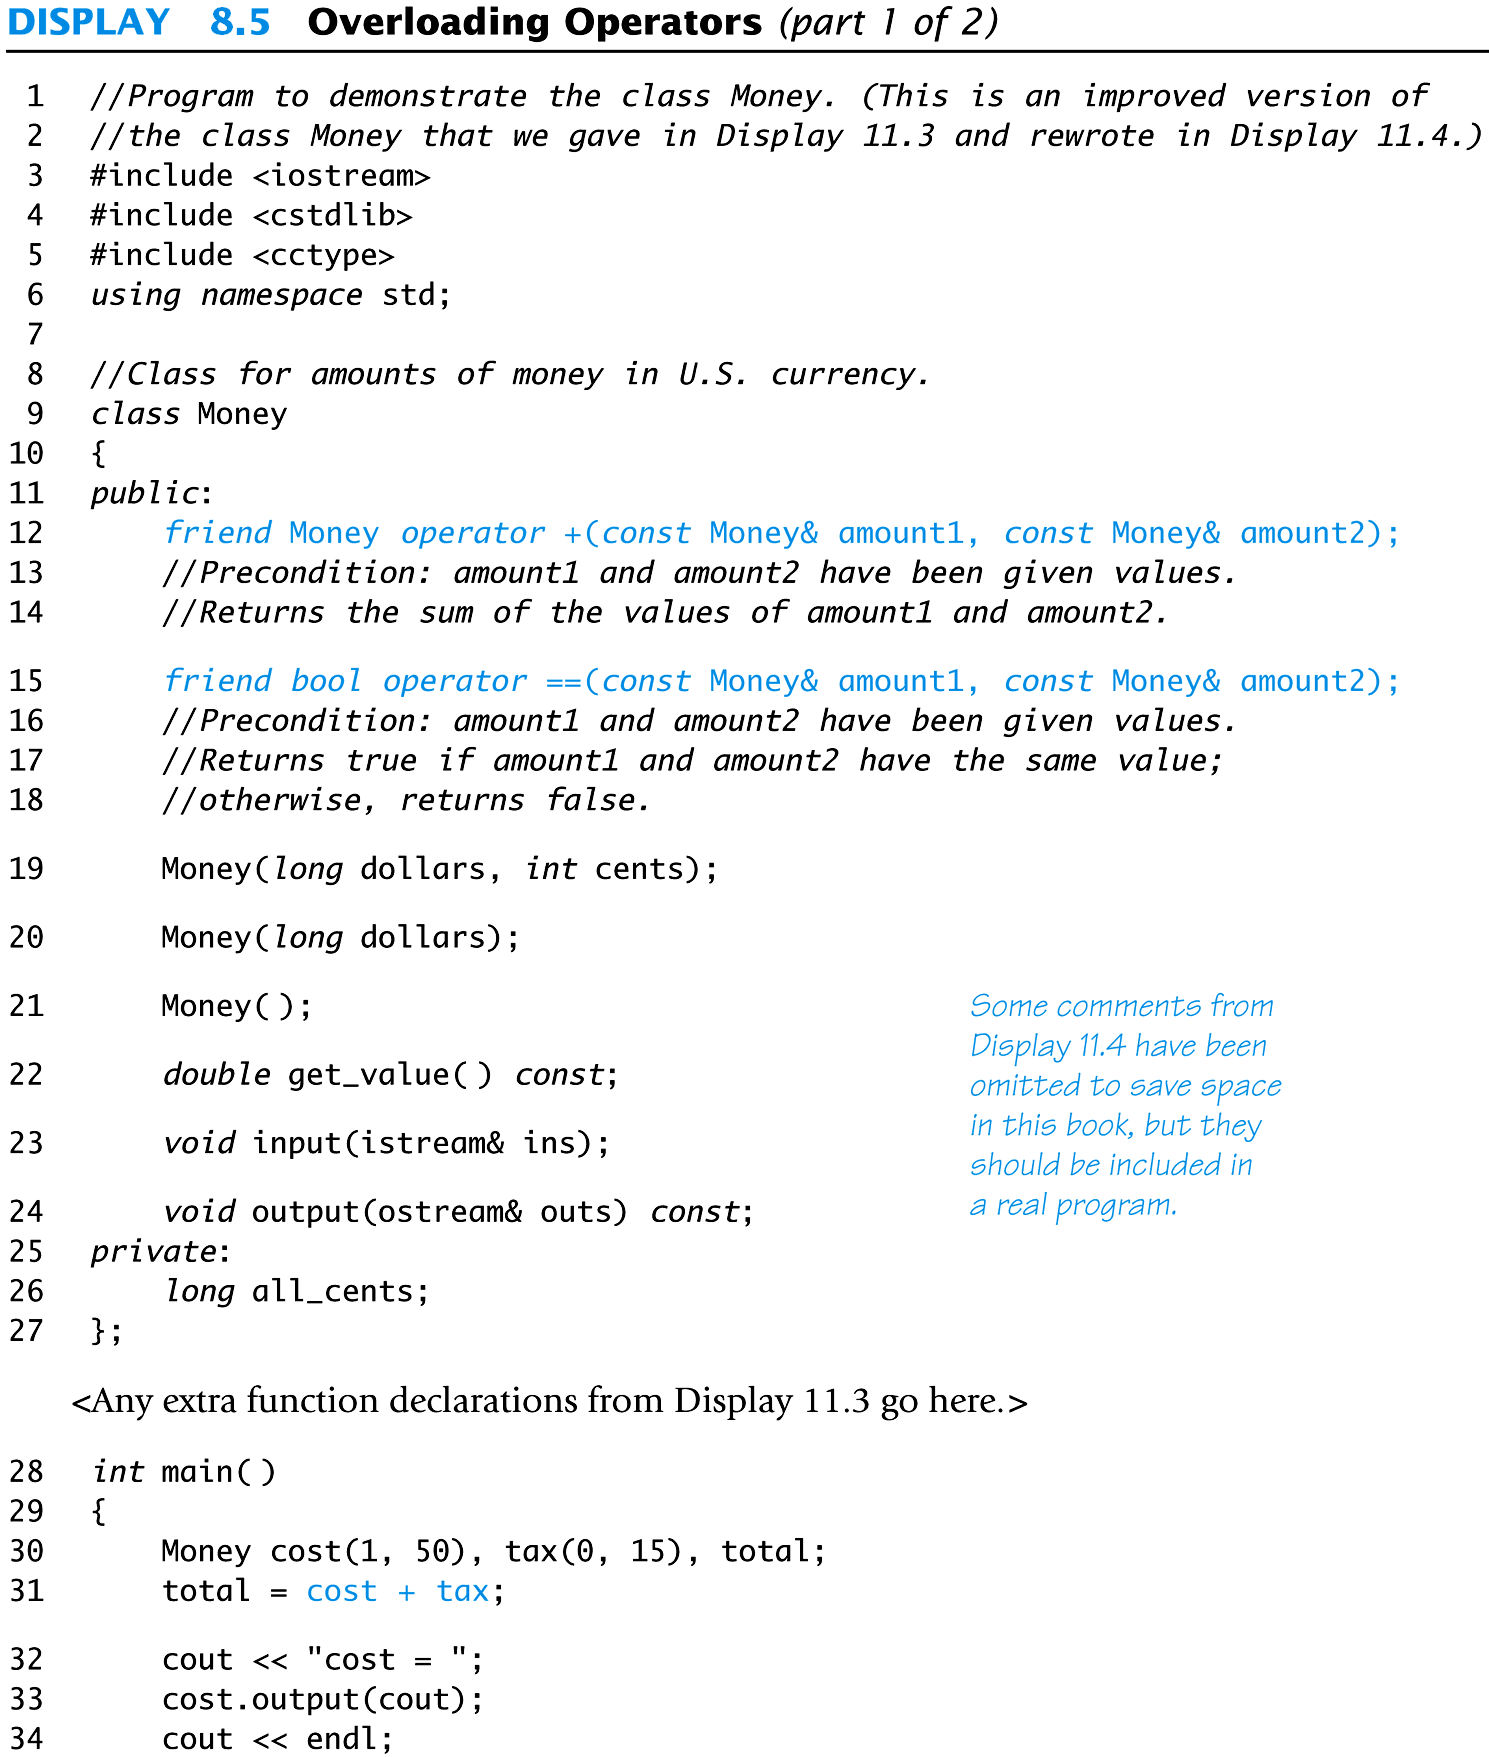 DISPLAY 8.5 Overloading Operators (part 1 of 2)
1 //Program to demonstrate the class Money. (This is an improved version of
2 //the class Money that we gave in Display 11.3 and rewrote in Display 11.4.)
3 #include <iostream>
4 #include <cstdlib>
5 #include <cctype>
6 using namespace std;
7
8 //Class for amounts of money in U.S. currency.
9 class Money
10 {
11 public:
12 friend Money operator +(const Money& amount1, const Money& amount2);
13 //Precondition: amount1 and amount2 have been given values.
14 //Returns the sum of the values of amount1 and amount2.
15 friend bool operator ==(const Money& amount1, const Money& amount2);
16 //Precondition: amount1 and amount2 have been given values.
17 //Returns true if amount1 and amount2 have the same value;
18 //otherwise, returns false.
19 Money(long dollars, int cents);
20 Money(long dollars);
21 Money( );
22 double get_value( ) const;
23 void input(istream& ins);
24 void output(ostream& outs) const;
Some comments from
Display 11.4 have been
omitted to save space
in this book, but they
should be included in
a real program.
25 private:
26 long all_cents;
27 };
<Any extra function declarations from Display 11.3 go here.>
28 int main( )
29 {
30 Money cost(1, 50), tax(0, 15), total;
31 total = cost + tax;
32 cout << "cost = ";
33 cost.output(cout);
34 cout << endl;